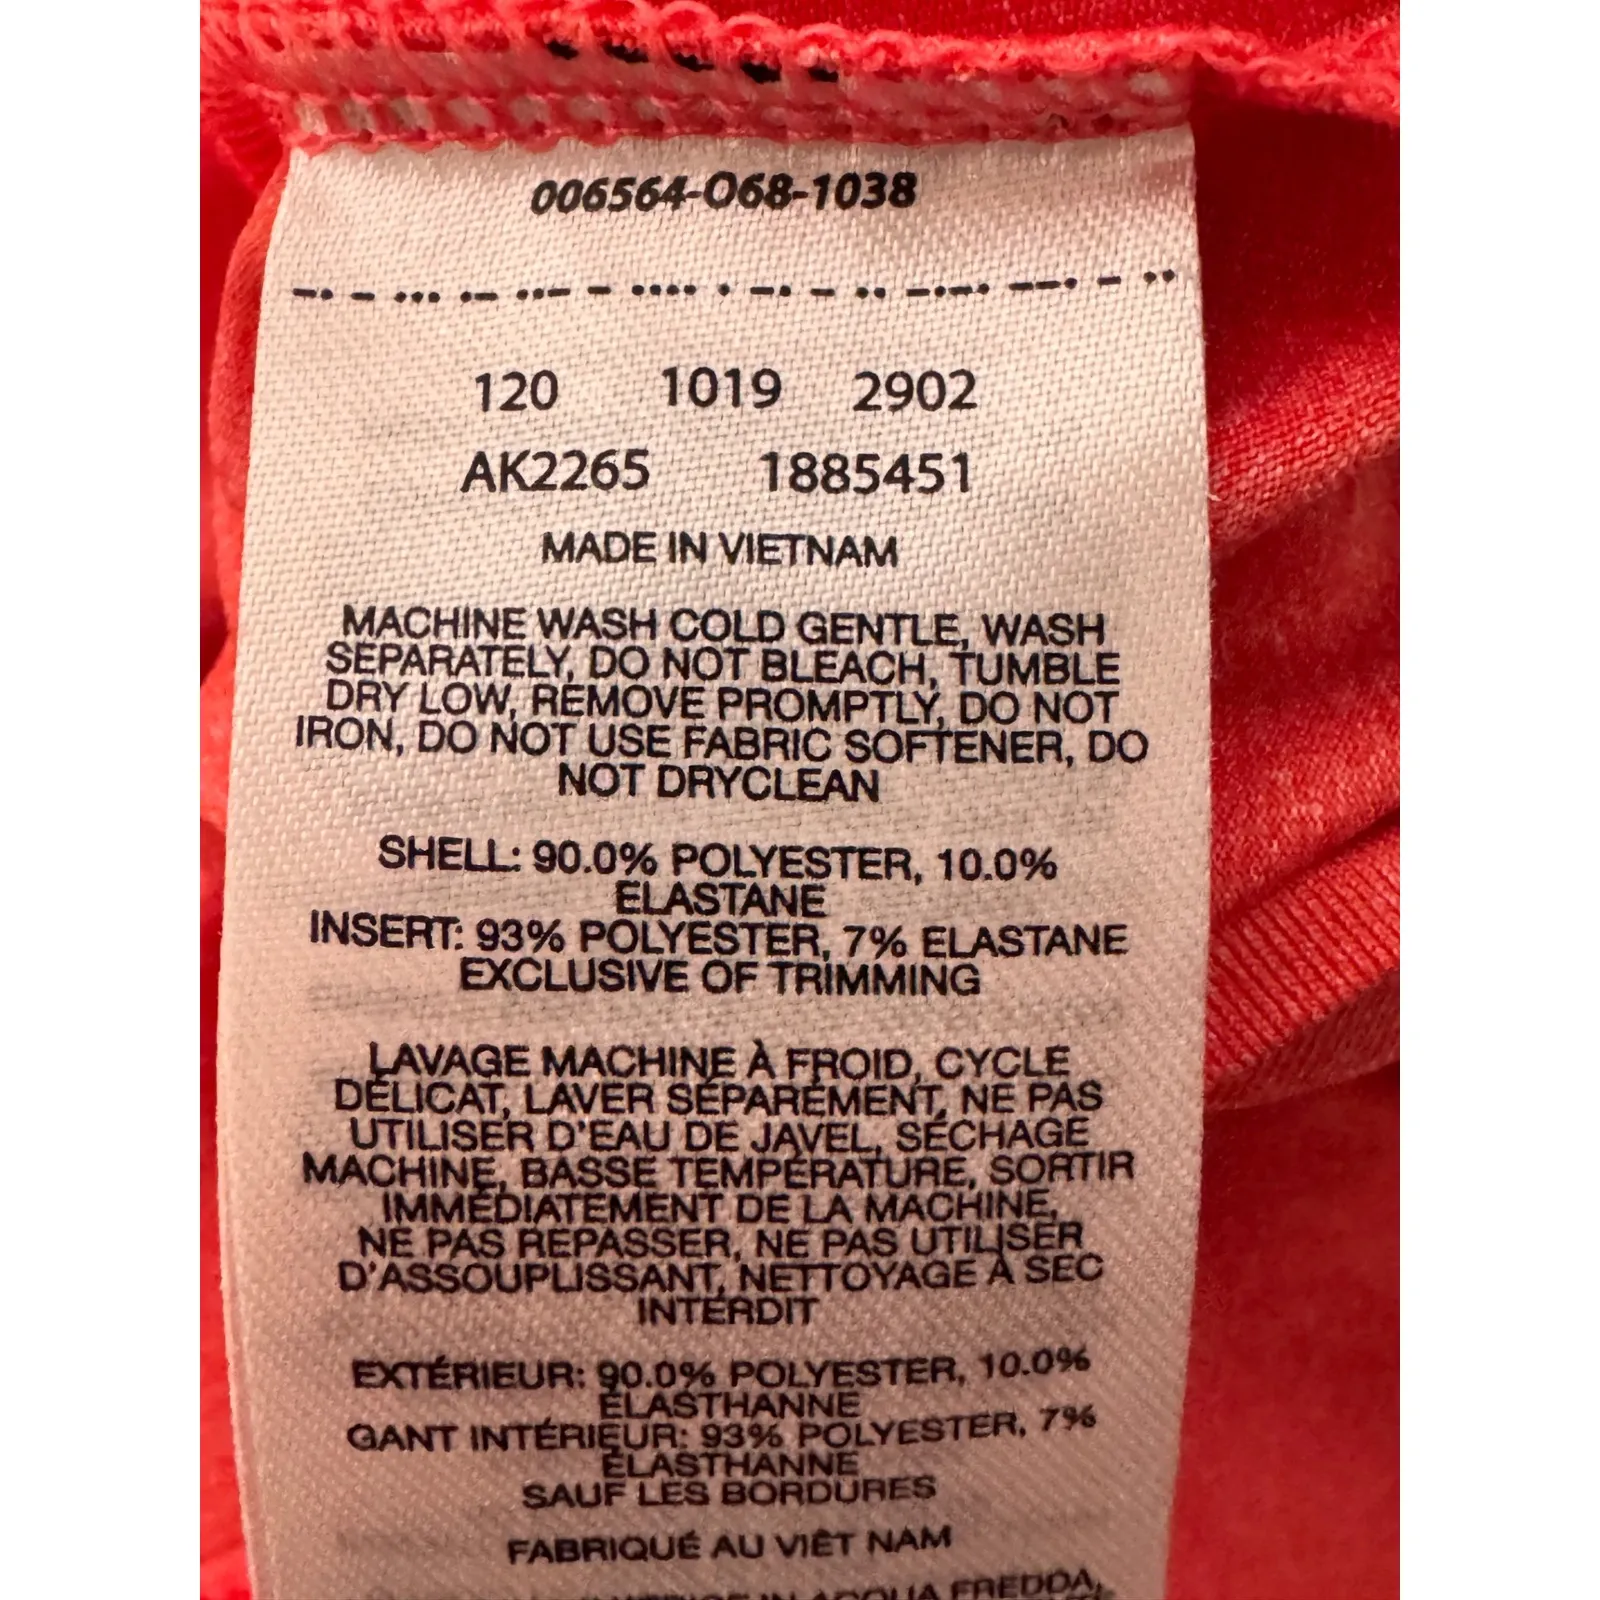 006564-O68-1038
120 1019 2902
AK2265 1885451
MADE IN VIETNAM
MACHINE WASH COLD GENTLE, WASH
SEPARATELY, DO NOT BLEACH, TUMBLE
DRY LOW, REMOVE PROMPTLY, DO NOT
IRON, DO NOT USE FABRIC SOFTENER, DO
NOT DRYCLEAN
SHELL: 90.0% POLYESTER, 10.0%
ELASTANE
INSERT: 93% POLYESTER, 7% ELASTANE
EXCLUSIVE OF TRIMMING
LAVAGE MACHINE À FROID, CYCLE
DÉLICAT, LAVER SÉPARÉMENT, NE PAS
UTILISER D'EAU DE JAVEL, SÉCHAGE
MACHINE, BASSE TEMPÉRATURE, SORTIR
IMMÉDIATEMENT DE LA MACHINE,
NE PAS REPASSER, NE PAS UTILISER
D'ASSOUPLISSANT, NETTOYAGE À SEC
INTERDIT
EXTÉRIEUR: 90.0% POLYESTER, 10.0%
ÉLASTHANNE
GANT INTÉRIEUR: 93% POLYESTER, 7%
ÉLASTHANNE
SAUF LES BORDURES
FABRIQUÉ AU VIÊT NAM
IN ACQUA FREDDA,